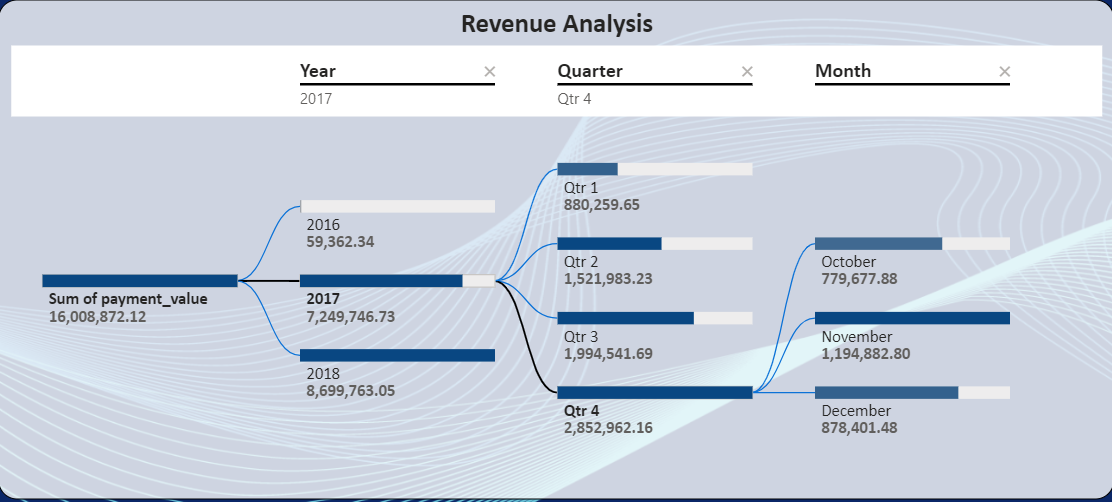 Revenue Analysis
Year
2017
Quarter
Qtr 4
Month
Sum of payment_value
16,008,872.12
2016
59,362.34
2017
7,249,746.73
2018
8,699,763.05
Qtr 1
880,259.65
Qtr 2
1,521,983.23
Qtr 3
1,994,541.69
Qtr 4
2,852,962.16
October
779,677.88
November
1,194,882.80
December
878,401.48